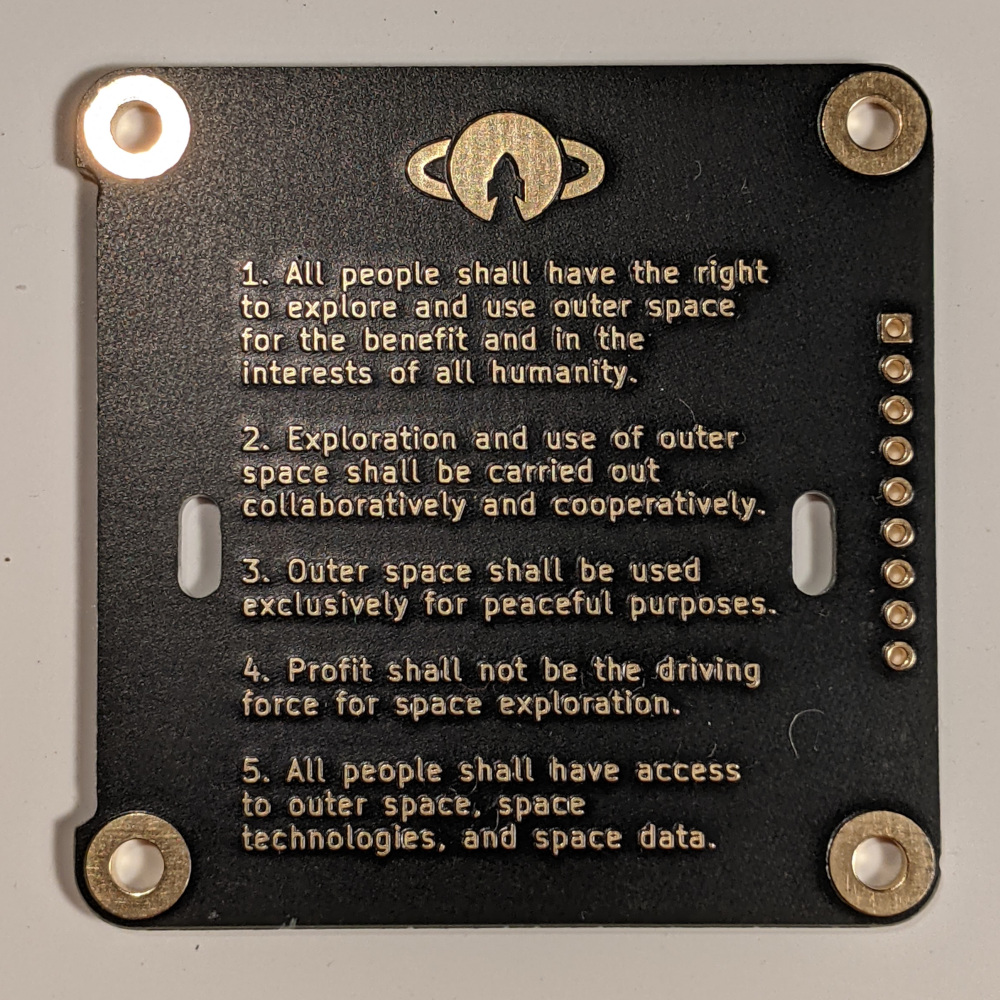 1. All people shall have the right
to explore and use outer space
for the benefit and in the
interests of all humanity.
2. Exploration and use of outer
space shall be carried out
collaboratively and cooperatively.
3. Outer space shall be used
exclusively for peaceful purposes.
4. Profit shall not be the driving
force for space exploration.
5. All people shall have access
to outer space, space
technologies, and space data.